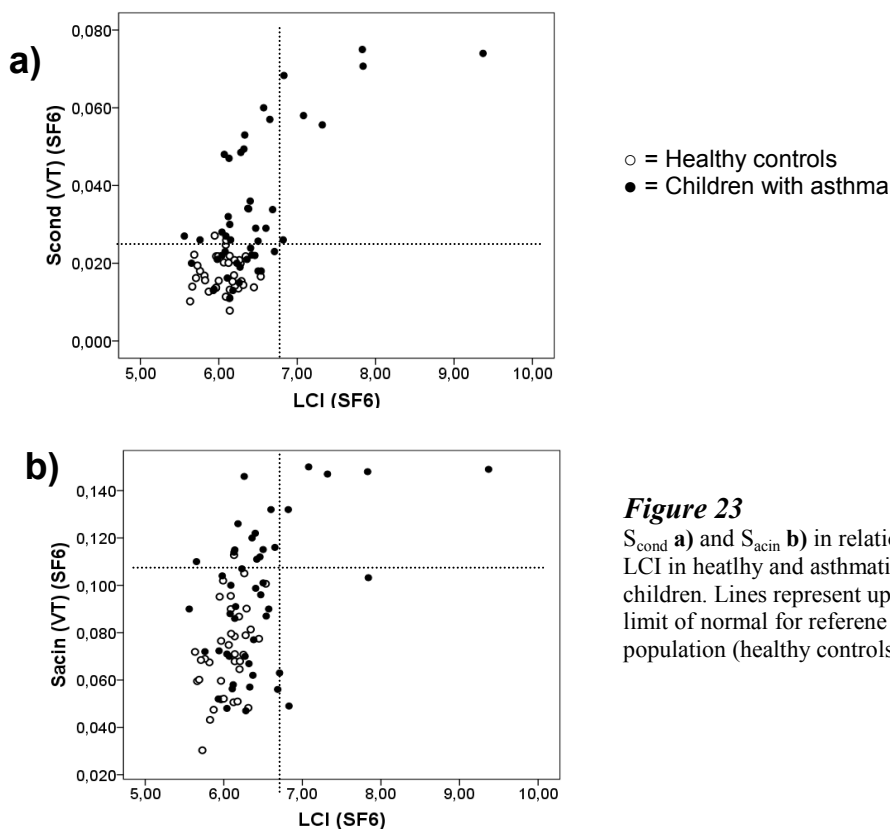 a)
Scond (VT) (SF6)
0,080
0,060
0,040
0,020
0,000
5,00 6,00 7,00 8,00 9,00 10,00
LCI (SF6)
○ = Healthy controls
● = Children with asthma
b)
Sacin (VT) (SF6)
0,140
0,120
0,100
0,080
0,060
0,040
0,020
5,00 6,00 7,00 8,00 9,00 10,00
LCI (SF6)
Figure 23
Scond a) and Sacin b) in relatio
LCI in heatlhy and asthmati
children. Lines represent up
limit of normal for referene
population (healthy controls